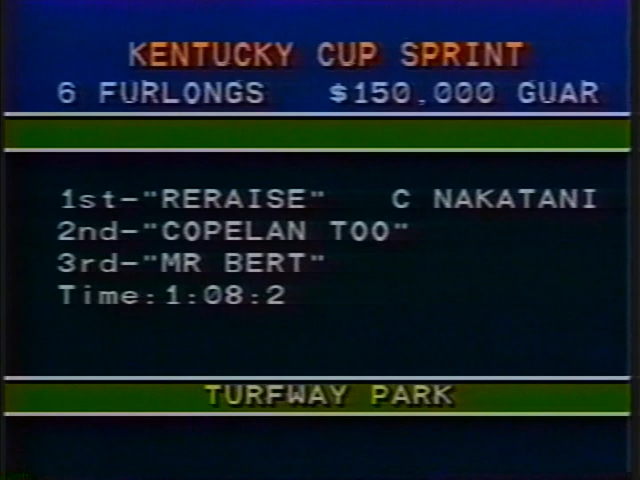 KENTUCKY CUP SPRINT
6 FURLONGS $150,000 GUAR
1st-"RERAISE" C NAKATANI
2nd-"COPELAN TOO"
3rd-"MR BERT"
Time:1:08:2
TURFWAY PARK